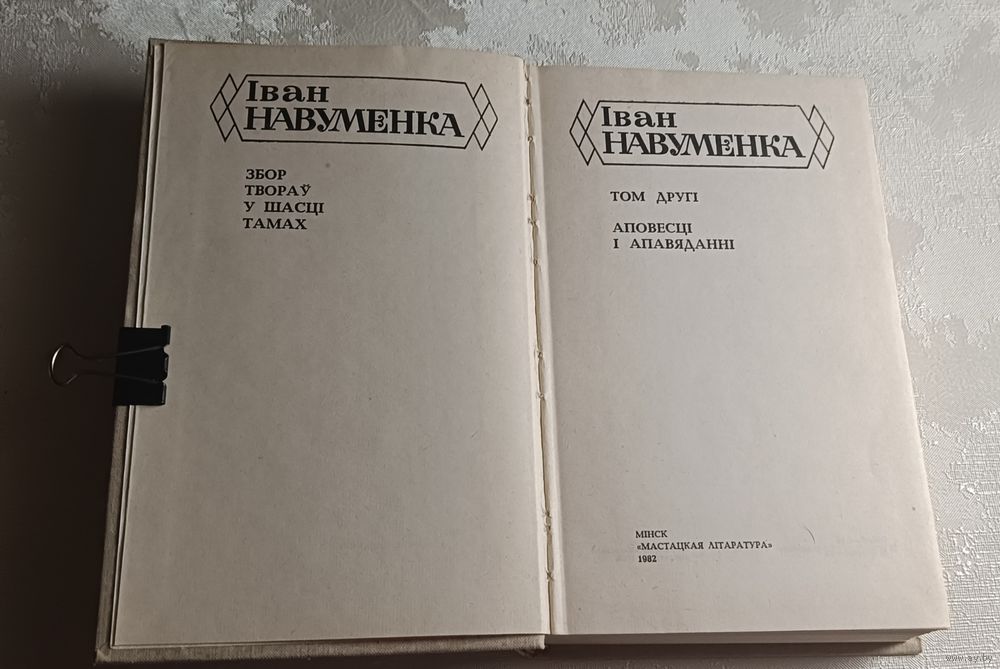 Іван
НАВУМЕНКА
ЗБОР
ТВОРАЎ
У ШАСЦІ
ТАМАХ
Іван
НАВУМЕНКА
ТОМ ДРУГІ
АПОВЕСЦІ
І АПАВЯДАННІ
МІНСК
«МАСТАЦКАЯ ЛІТАРАТУРА»
1982